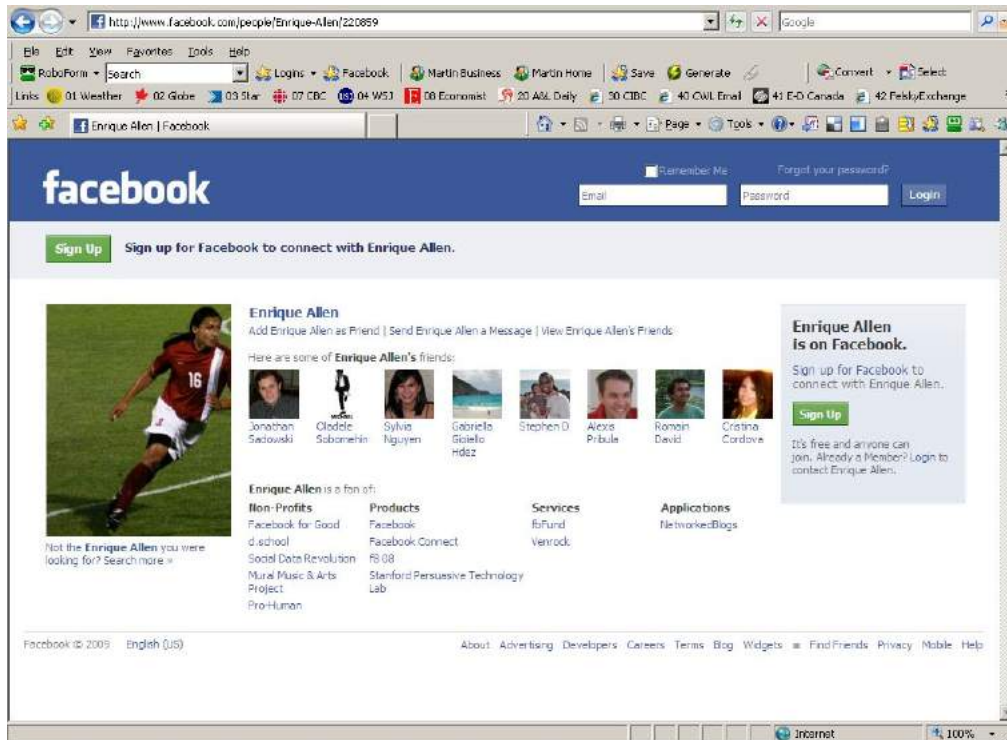 http://www.facebook.com/people/Enrique-Allen/220859
Google
File Edit View Favorites Tools Help
RoboForm Search Logins Facebook Martin Business Martin Home Save Generate Convert Select
Links 01 Weather 02 Globe 03 Star 07 CBC 04 WSJ 08 Economist 20 A&L Daily 30 CIBC 40 CWL Email 41 E-D Canada 42 FelskyExchange
Enrique Allen | Facebook
Page Tools
facebook
Remember Me Forgot your password?
Email Password Login
Sign Up Sign up for Facebook to connect with Enrique Allen.
16
Enrique Allen
Add Enrique Allen as Friend | Send Enrique Allen a Message | View Enrique Allen's Friends
Here are some of Enrique Allen's friends:
Jonathan Sadowski
Oladele Sobomehin
Sylvia Nguyen
Gabriella Gioiello Hdez
Stephen D
Alexis Pribula
Romain David
Cristina Cordova
Enrique Allen is a fan of:
Non-Profits
Facebook for Good
d.school
Social Data Revolution
Mural Music & Arts
Project
Pro-Human
Products
Facebook
Facebook Connect
f8 08
Stanford Persuasive Technology
Lab
Services
fbFund
Venrock
Applications
NetworkedBlogs
Not the Enrique Allen you were
looking for? Search more »
Enrique Allen
is on Facebook.
Sign up for Facebook to
connect with Enrique Allen.
Sign Up
It's free and anyone can
join. Already a Member? Login to
contact Enrique Allen.
Facebook © 2009 English (US)
About Advertising Developers Careers Terms Blog Widgets Find Friends Privacy Mobile Help
Internet 100%